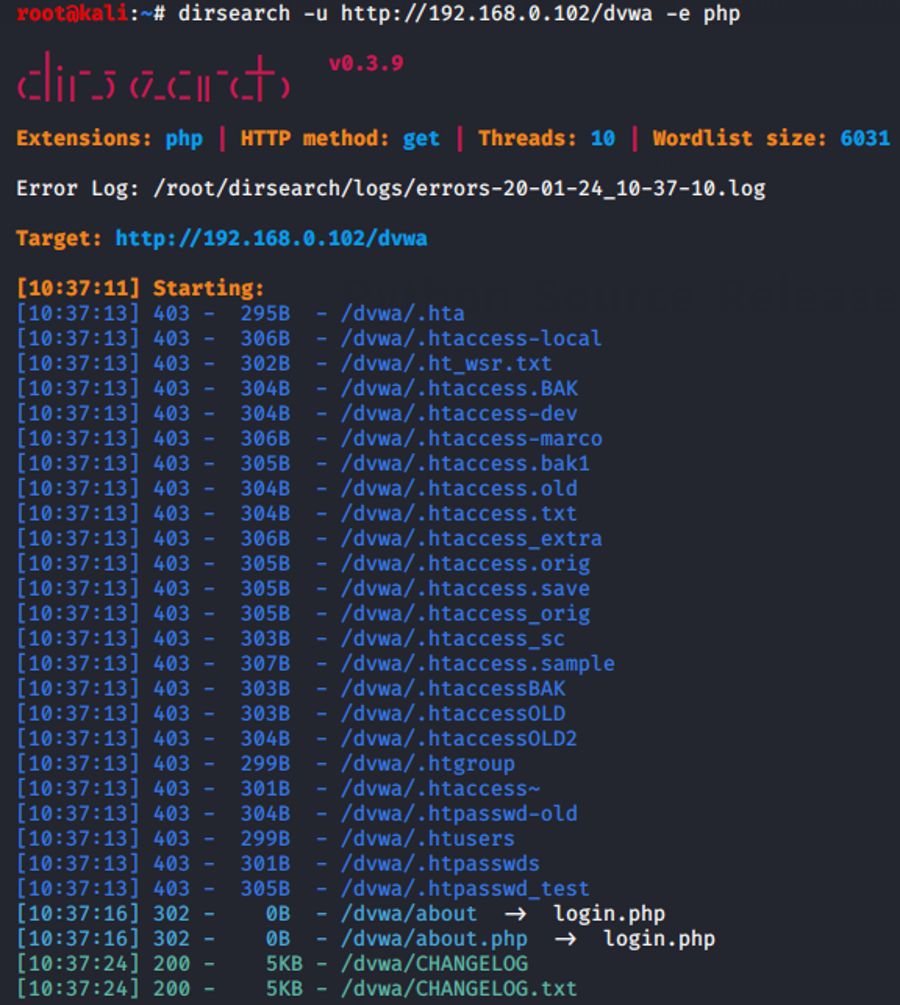 root@kali:~# dirsearch -u http://192.168.0.102/dvwa -e php
dirsearch v0.3.9
Extensions: php | HTTP method: get | Threads: 10 | Wordlist size: 6031
Error Log: /root/dirsearch/logs/errors-20-01-24_10-37-10.log
Target: http://192.168.0.102/dvwa
[10:37:11] Starting:
[10:37:13] 403 -  295B  - /dvwa/.hta
[10:37:13] 403 -  306B  - /dvwa/.htaccess-local
[10:37:13] 403 -  302B  - /dvwa/.ht_wsr.txt
[10:37:13] 403 -  304B  - /dvwa/.htaccess.BAK
[10:37:13] 403 -  304B  - /dvwa/.htaccess-dev
[10:37:13] 403 -  306B  - /dvwa/.htaccess-marco
[10:37:13] 403 -  305B  - /dvwa/.htaccess.bak1
[10:37:13] 403 -  304B  - /dvwa/.htaccess.old
[10:37:13] 403 -  304B  - /dvwa/.htaccess.txt
[10:37:13] 403 -  306B  - /dvwa/.htaccess_extra
[10:37:13] 403 -  305B  - /dvwa/.htaccess.orig
[10:37:13] 403 -  305B  - /dvwa/.htaccess.save
[10:37:13] 403 -  305B  - /dvwa/.htaccess_orig
[10:37:13] 403 -  303B  - /dvwa/.htaccess_sc
[10:37:13] 403 -  307B  - /dvwa/.htaccess.sample
[10:37:13] 403 -  303B  - /dvwa/.htaccessBAK
[10:37:13] 403 -  303B  - /dvwa/.htaccessOLD
[10:37:13] 403 -  304B  - /dvwa/.htaccessOLD2
[10:37:13] 403 -  299B  - /dvwa/.htgroup
[10:37:13] 403 -  301B  - /dvwa/.htaccess~
[10:37:13] 403 -  304B  - /dvwa/.htpasswd-old
[10:37:13] 403 -  299B  - /dvwa/.htusers
[10:37:13] 403 -  301B  - /dvwa/.htpasswds
[10:37:13] 403 -  305B  - /dvwa/.htpasswd_test
[10:37:16] 302 -    0B  - /dvwa/about  →  login.php
[10:37:16] 302 -    0B  - /dvwa/about.php  →  login.php
[10:37:24] 200 -    5KB - /dvwa/CHANGELOG
[10:37:24] 200 -    5KB - /dvwa/CHANGELOG.txt